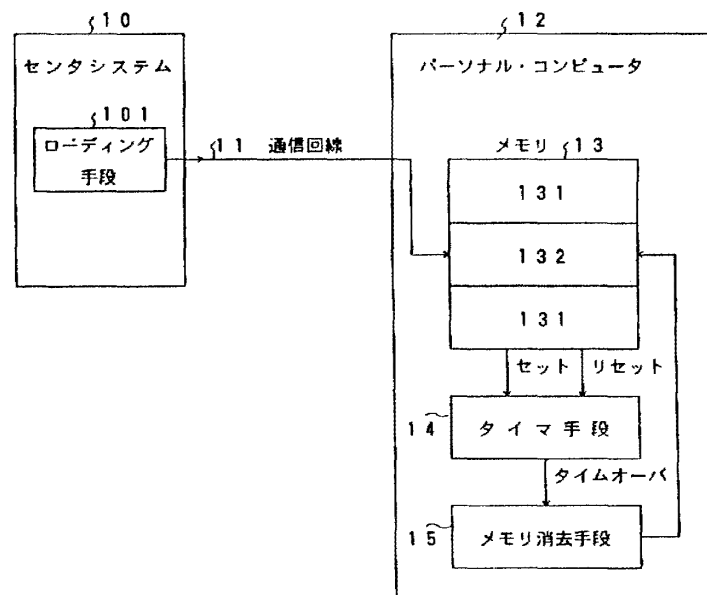 10
センタシステム
101
ローディング
手段
11 通信回線
12
パーソナル・コンピュータ
メモリ 13
131
132
131
セット リセット
14 タイマ手段
タイムオーバ
15 メモリ消去手段